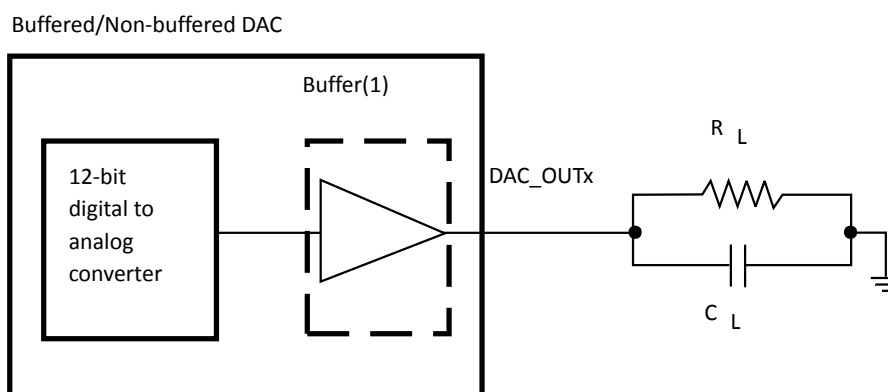 Buffered/Non-buffered DAC
Buffer(1)
12-bit
digital to
analog
converter
DAC_OUTx
R L
C L